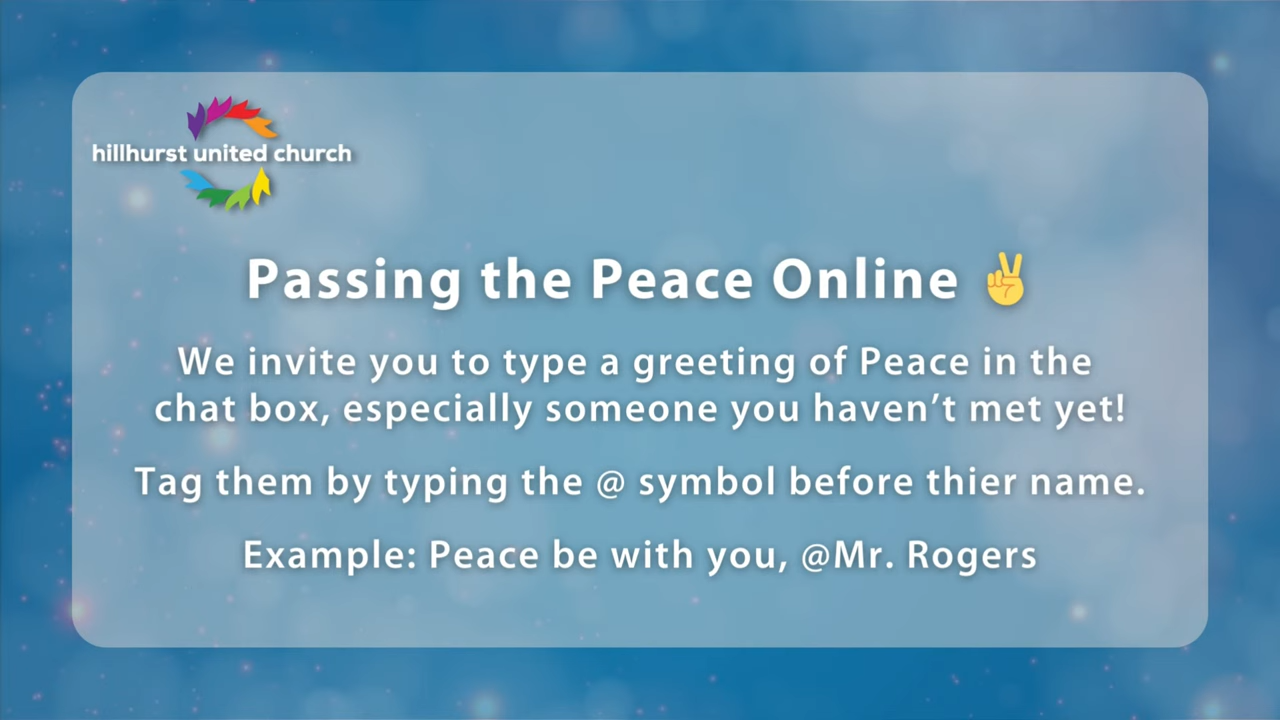 hillhurst united church
Passing the Peace Online ✌
We invite you to type a greeting of Peace in the
chat box, especially someone you haven’t met yet!
Tag them by typing the @ symbol before thier name.
Example: Peace be with you, @Mr. Rogers